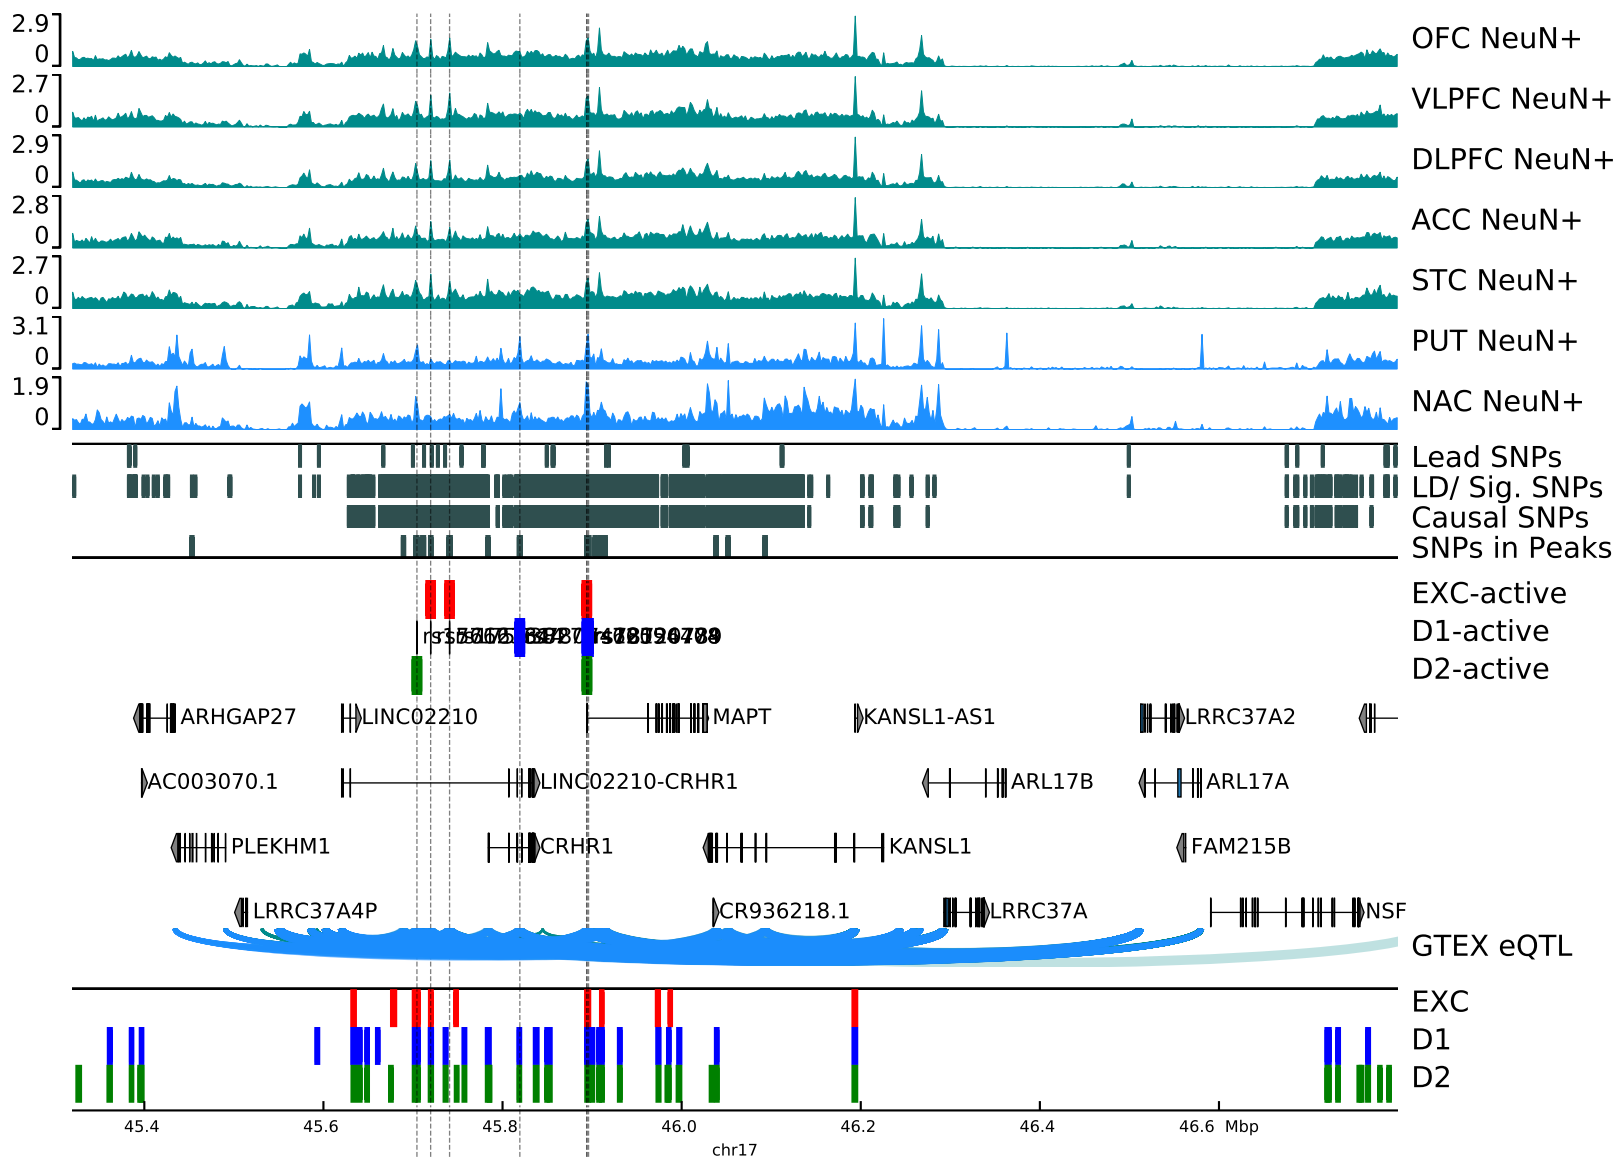 2.9
0
OFC NeuN+
2.7
0
VLPFC NeuN+
2.9
0
DLPFC NeuN+
2.8
0
ACC NeuN+
2.7
0
STC NeuN+
3.1
0
PUT NeuN+
1.9
0
NAC NeuN+
Lead SNPs
LD/ Sig. SNPs
Causal SNPs
SNPs in Peaks
EXC-active
D1-active
D2-active
ARHGAP27 LINC02210 MAPT KANSL1-AS1 LRRC37A2
AC003070.1 LINC02210-CRHR1 ARL17B ARL17A
PLEKHM1 CRHR1 KANSL1 FAM215B
LRRC37A4P CR936218.1 LRRC37A NSF
GTEX eQTL
EXC
D1
D2
45.4 45.6 45.8 46.0 46.2 46.4 46.6 Mbp
chr17